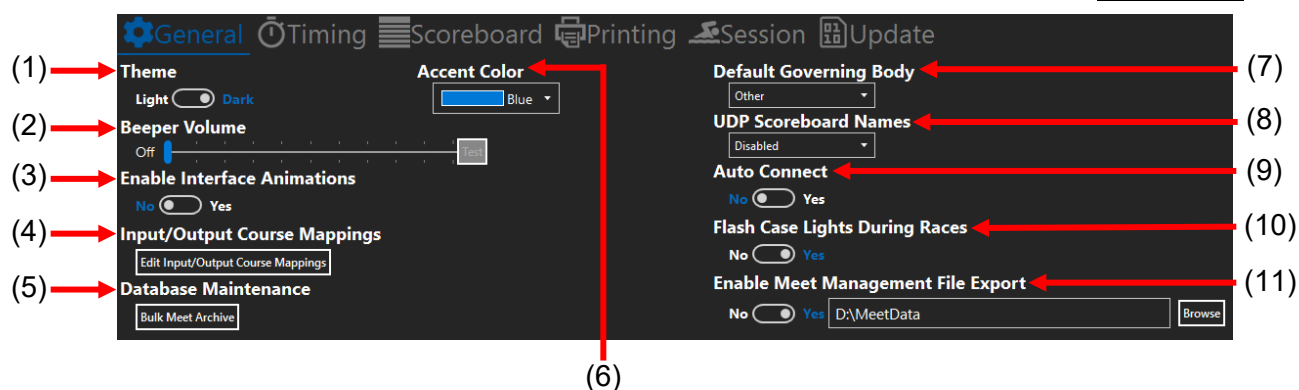 General Timing Scoreboard Printing Session Update
(1) Theme Accent Color Default Governing Body (7)
Light Dark Blue Other
(2) Beeper Volume UDP Scoreboard Names (8)
Off Test Disabled
(3) Enable Interface Animations Auto Connect (9)
No Yes No Yes
(4) Input/Output Course Mappings Flash Case Lights During Races (10)
Edit Input/Output Course Mappings No Yes
(5) Database Maintenance Enable Meet Management File Export (11)
Bulk Meet Archive No Yes D:\MeetData Browse
(6)